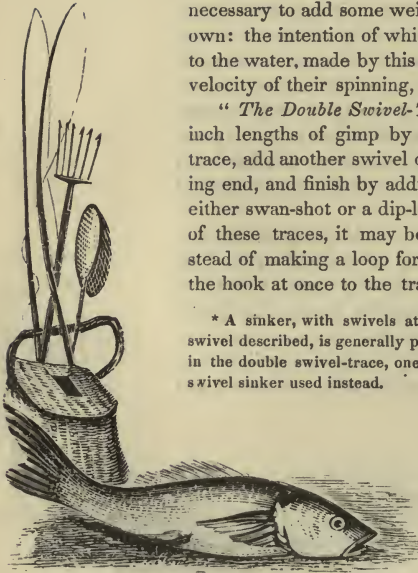 necessary to add some wei
own: the intention of whi
to the water, made by this
velocity of their spinning,
" The Double Swivel-
inch lengths of gimp by
trace, add another swivel
ing end, and finish by add
either swan-shot or a dip-l
of these traces, it may be
stead of making a loop for
the hook at once to the tra
* A sinker, with swivels at
swivel described, is generally p
in the double swivel-trace, one
swivel sinker used instead.